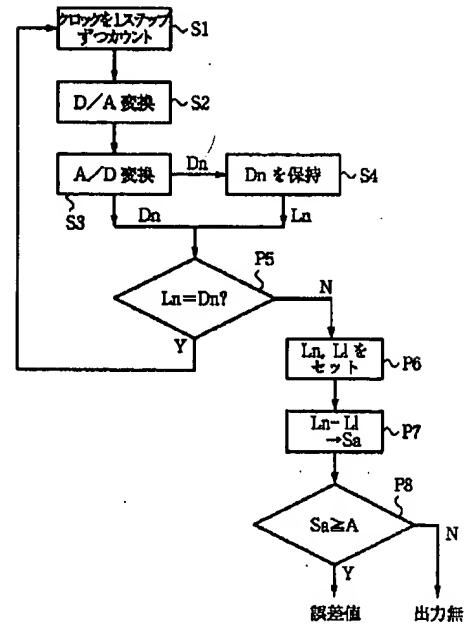 クロックを1ステップ
ずつカウント
S1
D/A 変換
S2
A/D 変換
S3
Dn
Dn を保持
S4
Dn
Ln
P5
Ln=Dn?
N
Y
Ln, Ll を
セット
P6
Ln-Ll
→Sa
P7
P8
Sa≧A
N
Y
誤差値
出力無